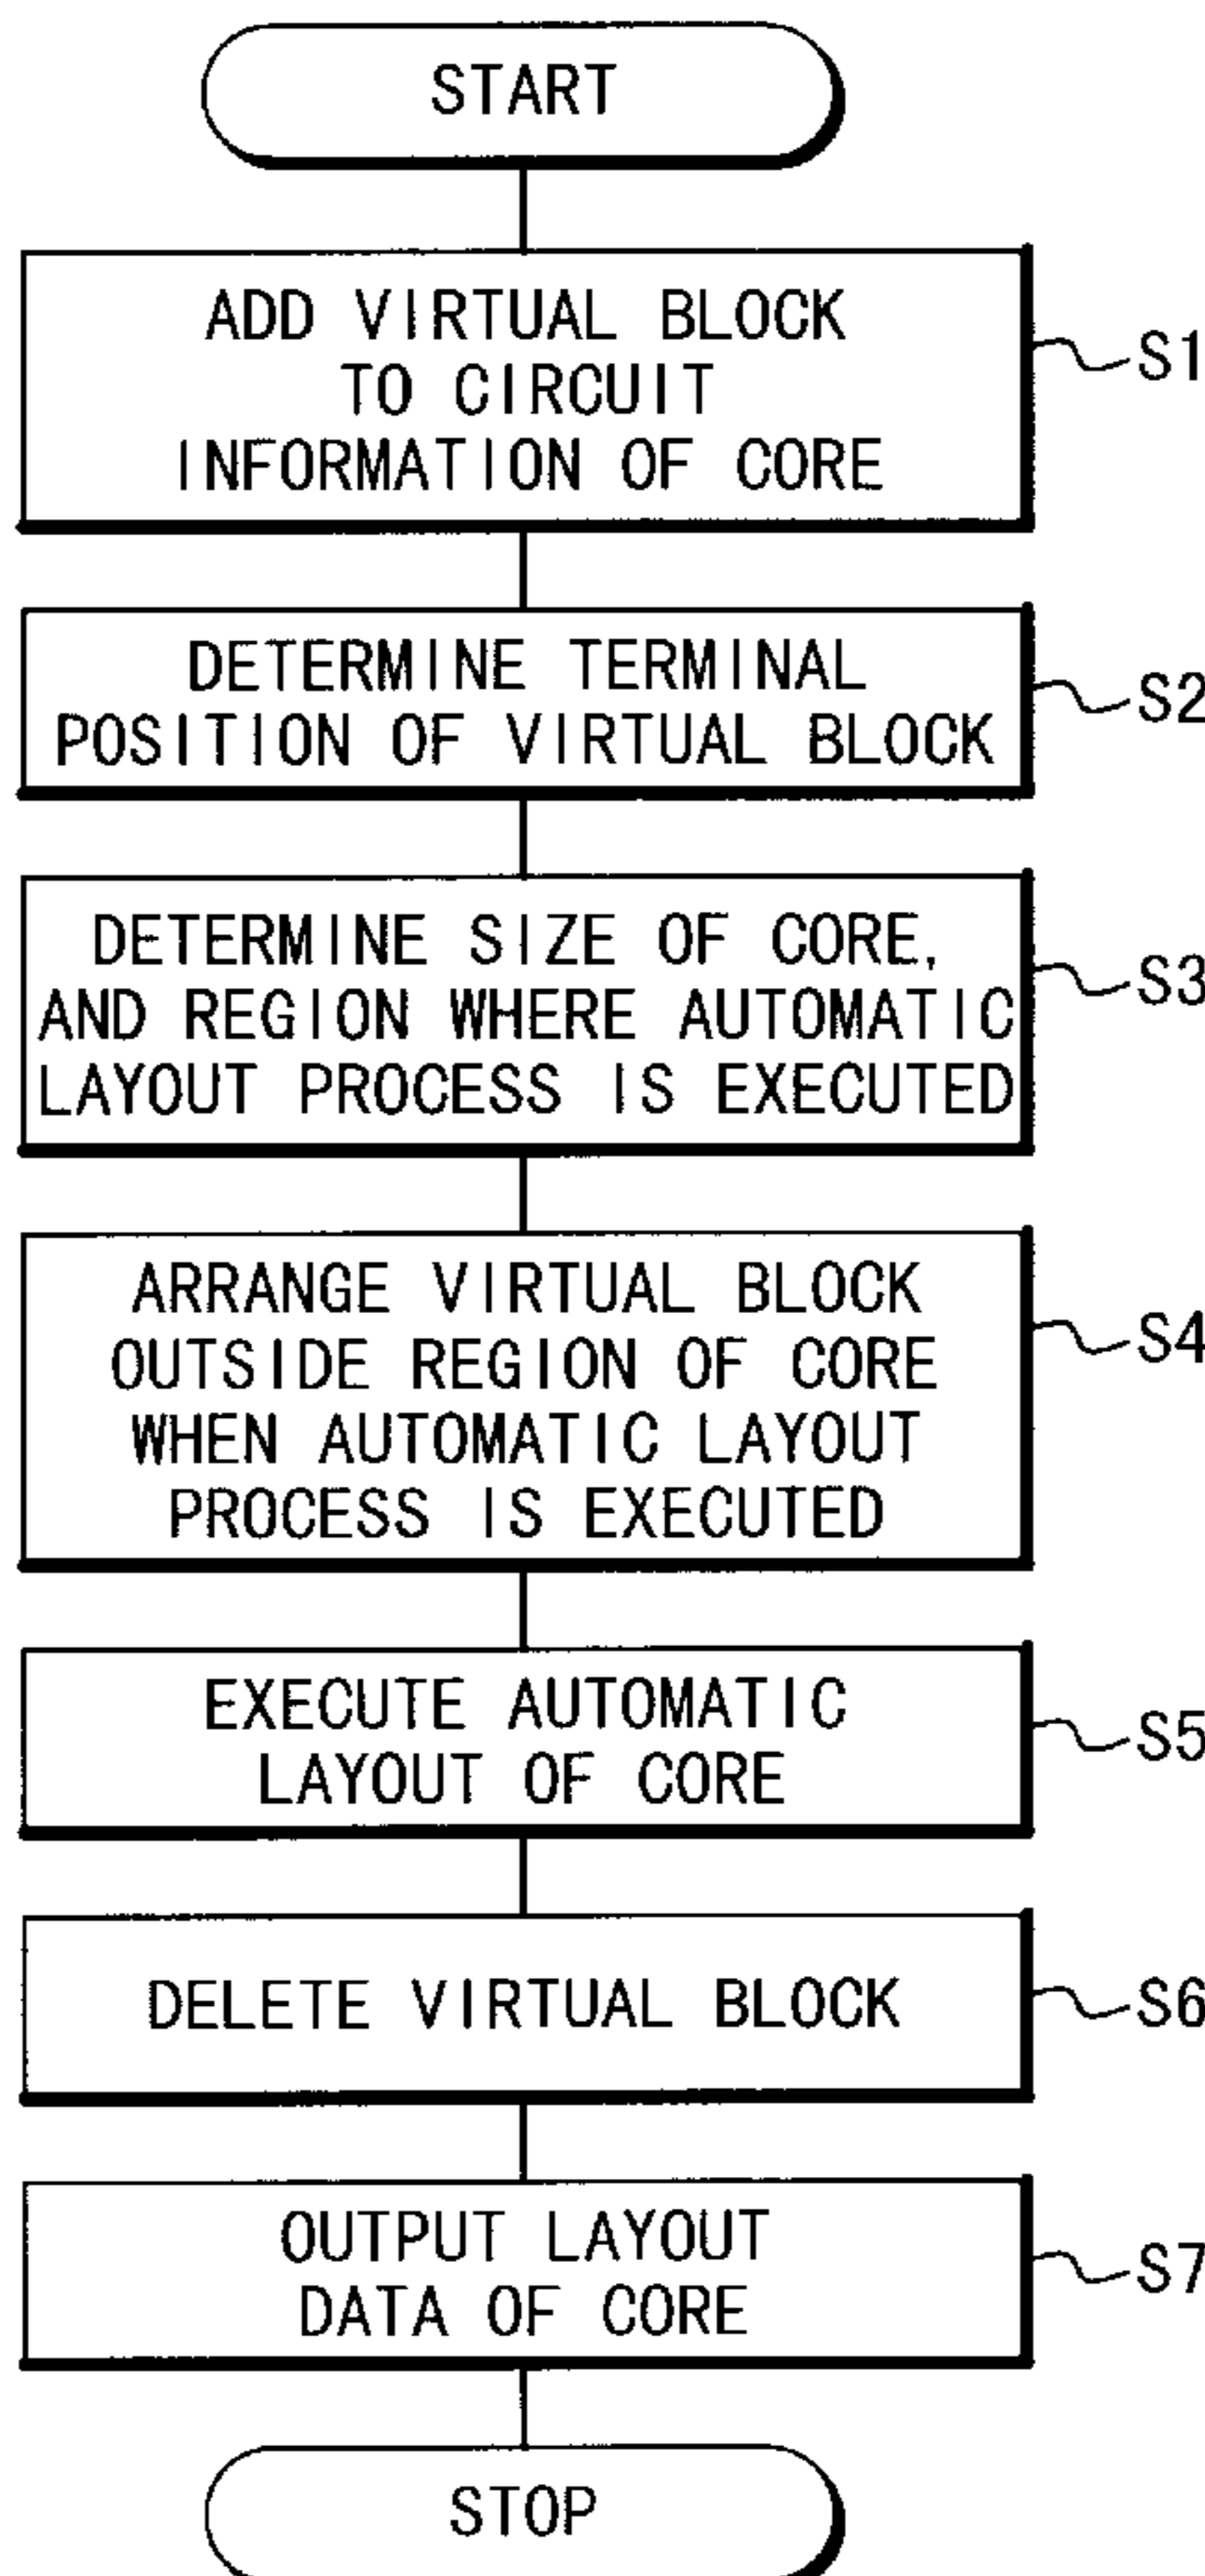 START
ADD VIRTUAL BLOCK
TO CIRCUIT
INFORMATION OF CORE
S1
DETERMINE TERMINAL
POSITION OF VIRTUAL BLOCK
S2
DETERMINE SIZE OF CORE,
AND REGION WHERE AUTOMATIC
LAYOUT PROCESS IS EXECUTED
S3
ARRANGE VIRTUAL BLOCK
OUTSIDE REGION OF CORE
WHEN AUTOMATIC LAYOUT
PROCESS IS EXECUTED
S4
EXECUTE AUTOMATIC
LAYOUT OF CORE
S5
DELETE VIRTUAL BLOCK
S6
OUTPUT LAYOUT
DATA OF CORE
S7
STOP